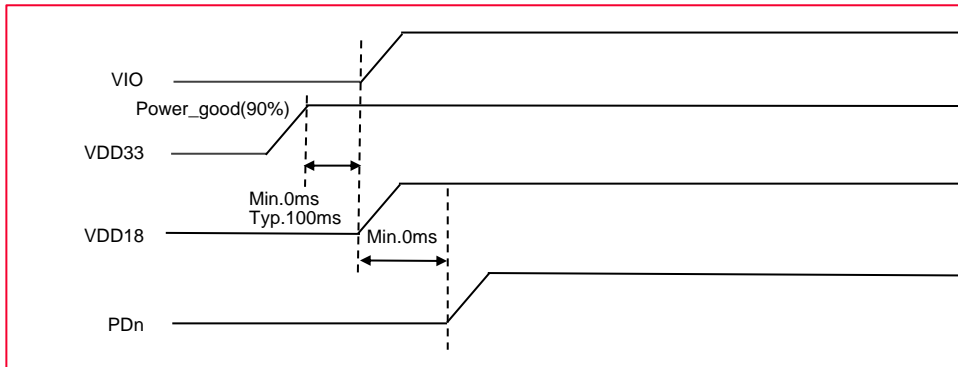 VIO
Power_good(90%)
VDD33
Min.0ms
Typ.100ms
VDD18
Min.0ms
PDn